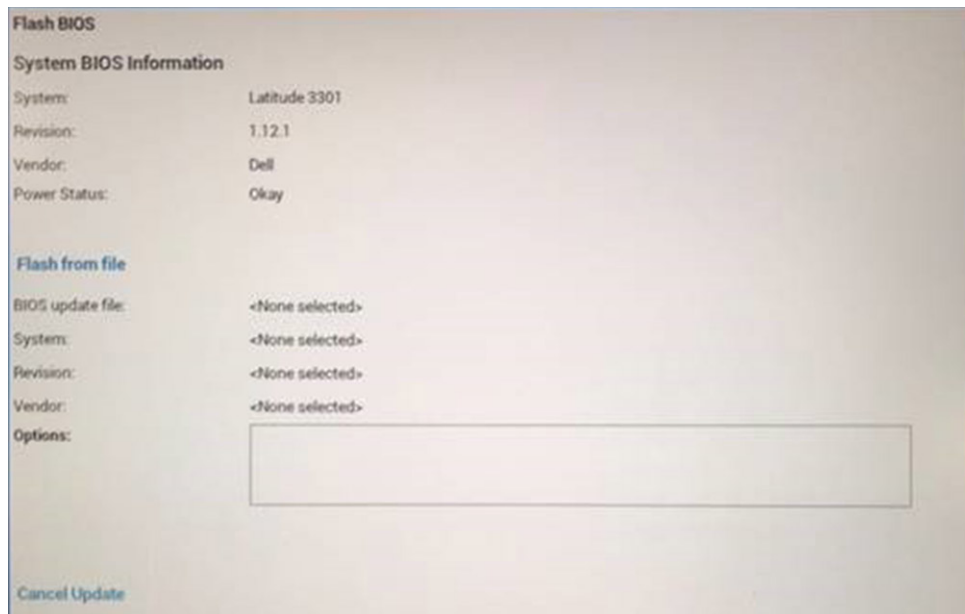 Flash BIOS
System BIOS Information
System: Latitude 3301
Revision: 1.12.1
Vendor: Dell
Power Status: Okay
Flash from file
BIOS update file: <None selected>
System: <None selected>
Revision: <None selected>
Vendor: <None selected>
Options:
Cancel Update